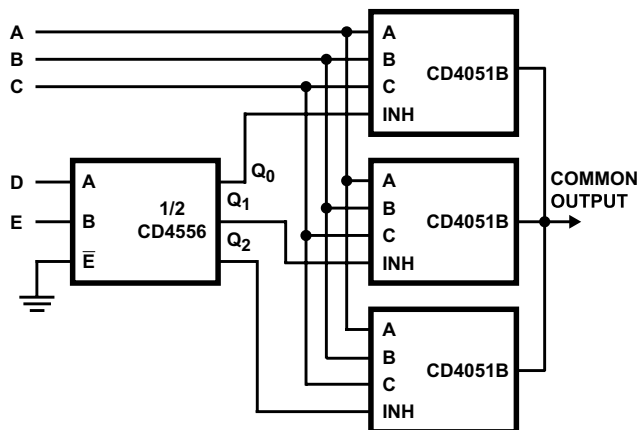 A
B
C
D
E
A
B
E̅
1/2
CD4556
Q0
Q1
Q2
A
B
C
INH
CD4051B
A
B
C
INH
CD4051B
A
B
C
INH
CD4051B
COMMON
OUTPUT